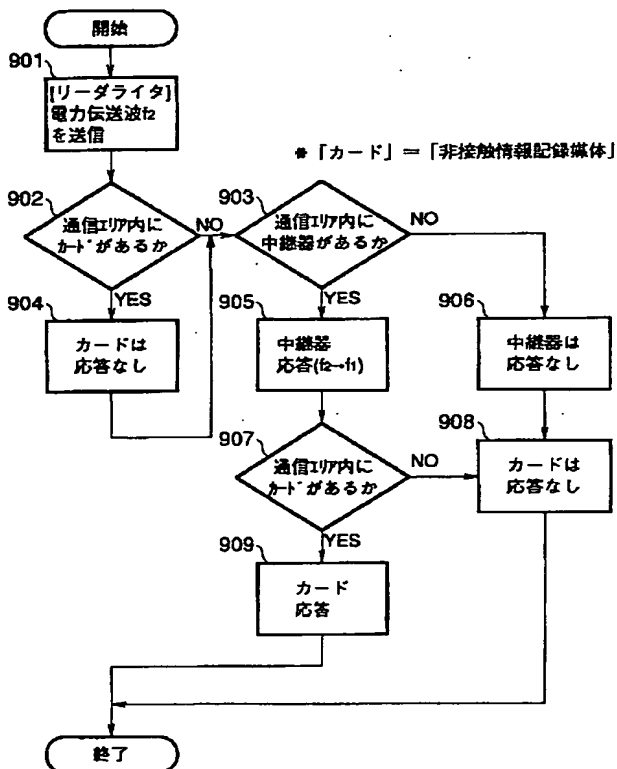 開始
901
[リーダライタ]
電力伝送波f2
を送信
* 「カード」＝「非接触情報記録媒体」
902
通信エリア内に
カードがあるか
NO
903
通信エリア内に
中継器があるか
NO
YES
904
カードは
応答なし
YES
905
中継器
応答(f2→f1)
906
中継器は
応答なし
907
通信エリア内に
カードがあるか
NO
908
カードは
応答なし
YES
909
カード
応答
終了